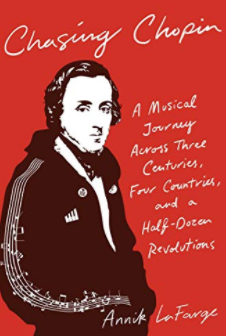 Chasing Chopin
A Musical
Journey
Across Three
Centuries,
Four Countries,
and a
Half-Dozen
Revolutions
Annik LaFarge